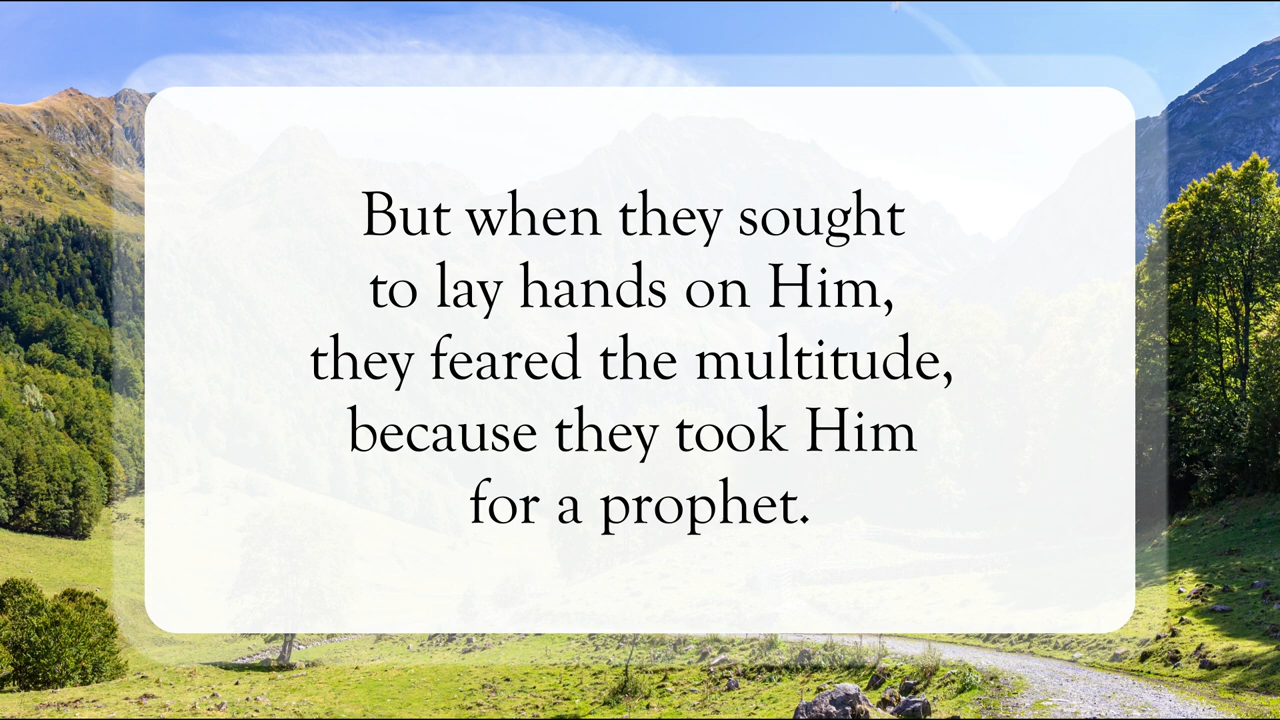 But when they sought
to lay hands on Him,
they feared the multitude,
because they took Him
for a prophet.